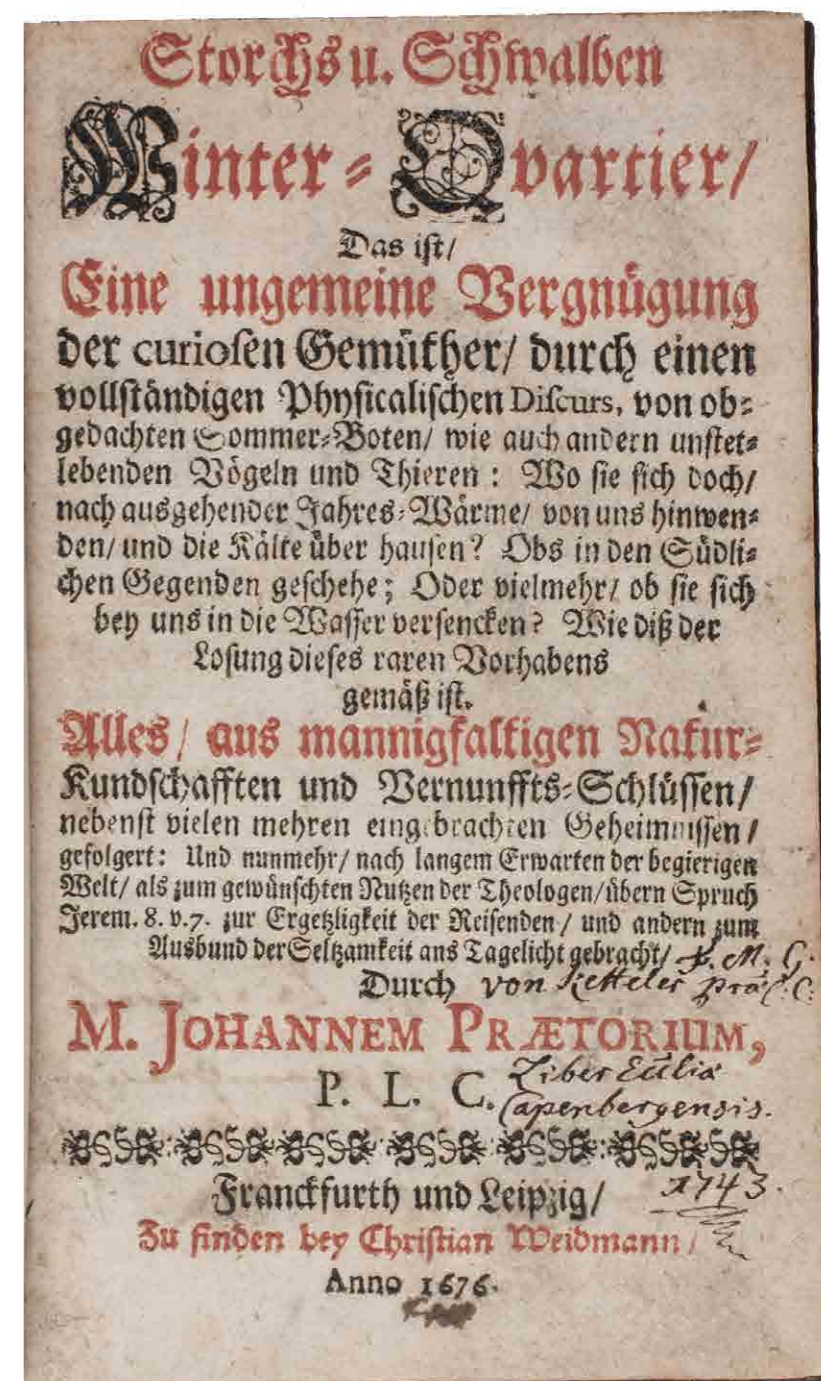 Storchs u. Schwalben
Winter-Qvartier/
Das ist/
Eine ungemeine Vergnügung
der curiosen Gemüther/ durch einen
vollständigen Physicalischen Discurs, von ob-
gedachten Sommer-Boten/ wie auch andern unstet-
lebenden Vögeln und Thieren: Wo sie sich doch/
nach ausgehender Jahres-Wärme/ von uns hinwen-
den/ und die Kälte über hausen? Obs in den Südli-
chen Gegenden geschehe; Oder vielmehr/ ob sie sich
bey uns in die Wasser versencken? Wie diß der
Losung dieses raren Vorhabens
gemäß ist.
Alles/ aus mannigfaltigen Natur-
Kundschafften und Vernunffts-Schlüssen/
nebenst vielen mehren eingebrachten Geheimnissen/
gefolgert: Und nunmehr/ nach langem Erwarten der begierigen
Welt/ als zum gewünschten Nutzen der Theologen/ übern Spruch
Jerem. 8. v. 7. zur Ergetzligkeit der Reisenden/ und andern zum
Ausbund der Seltzamkeit ans Tagelicht gebracht/ M. G.
Durch von Ketteler
M. JOHANNEM PRÆTORIUM,
P. L. C. Liber
Capenbergensis.
Franckfurth und Leipzig/ 1743.
Zu finden bey Christian Weidmann/
Anno 1676.